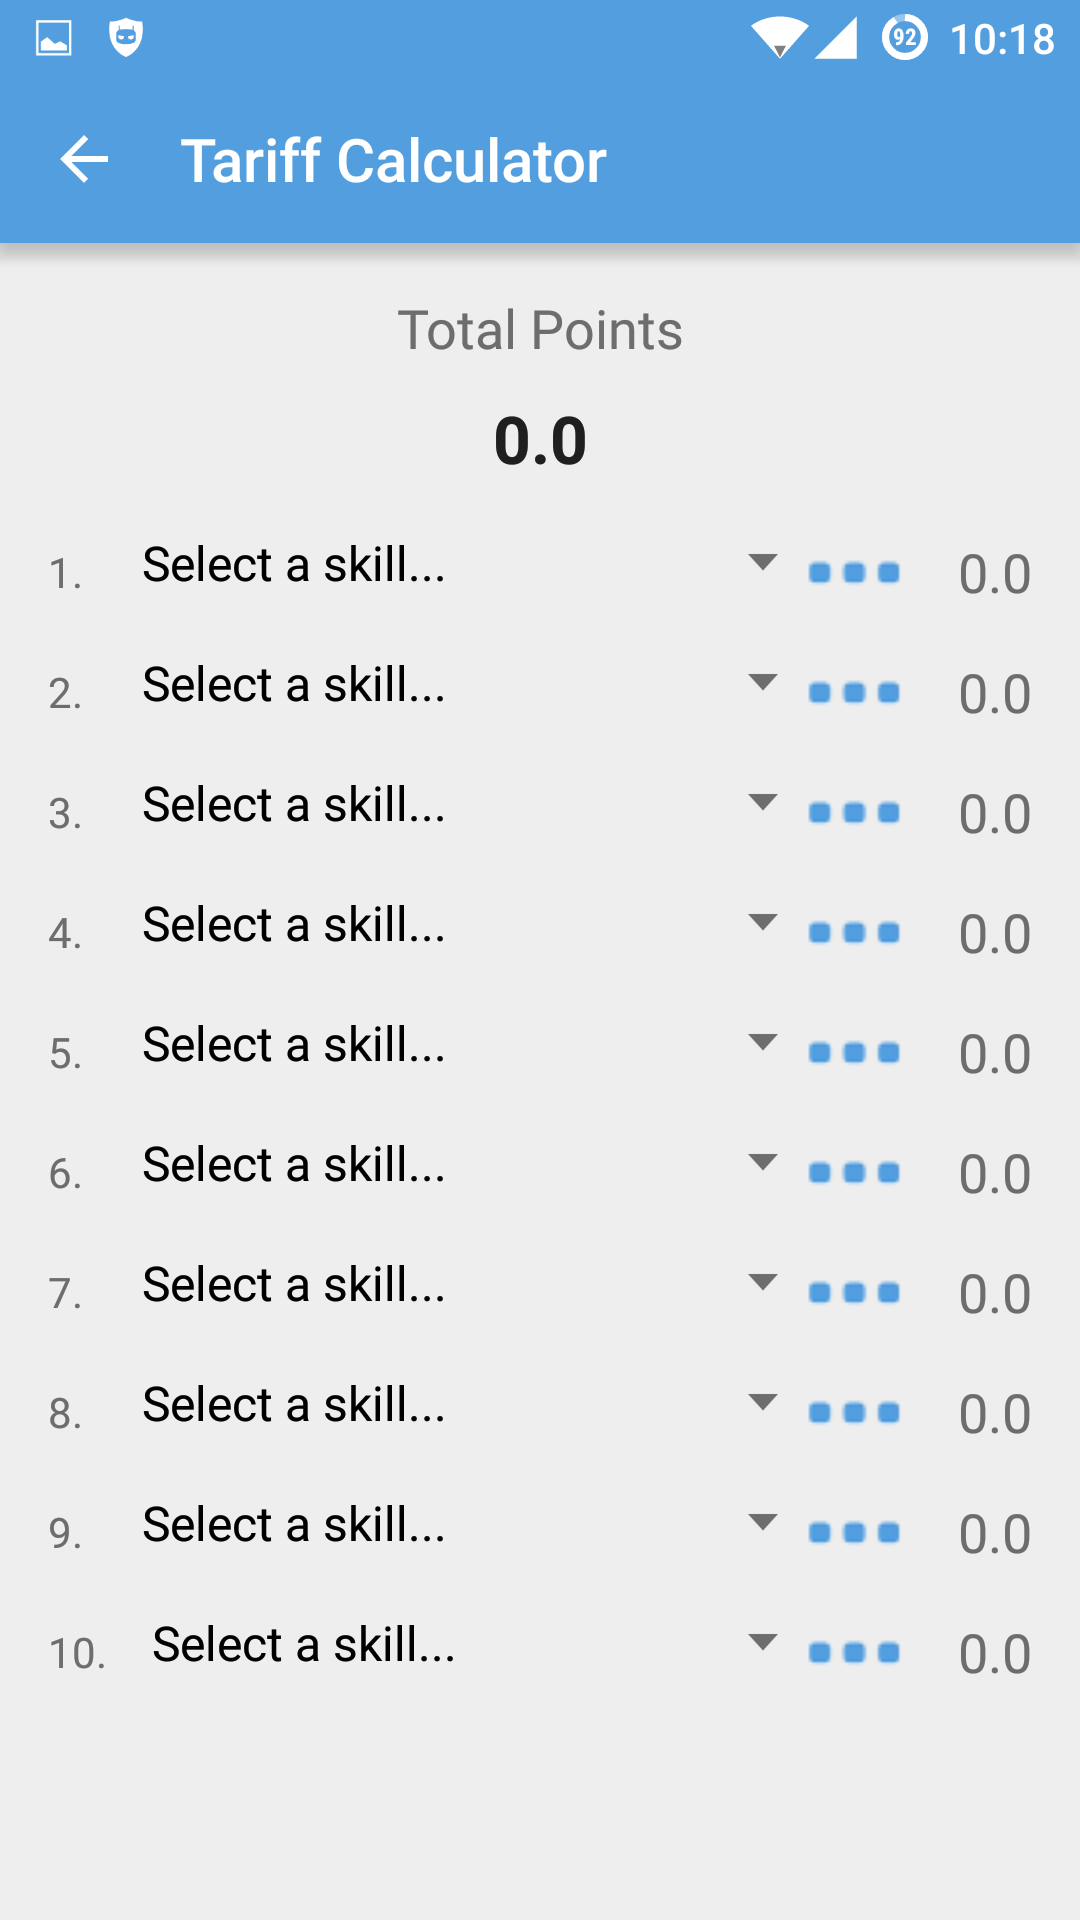 92 10:18
Tariff Calculator
Total Points
0.0
1. Select a skill... 0.0
2. Select a skill... 0.0
3. Select a skill... 0.0
4. Select a skill... 0.0
5. Select a skill... 0.0
6. Select a skill... 0.0
7. Select a skill... 0.0
8. Select a skill... 0.0
9. Select a skill... 0.0
10. Select a skill... 0.0